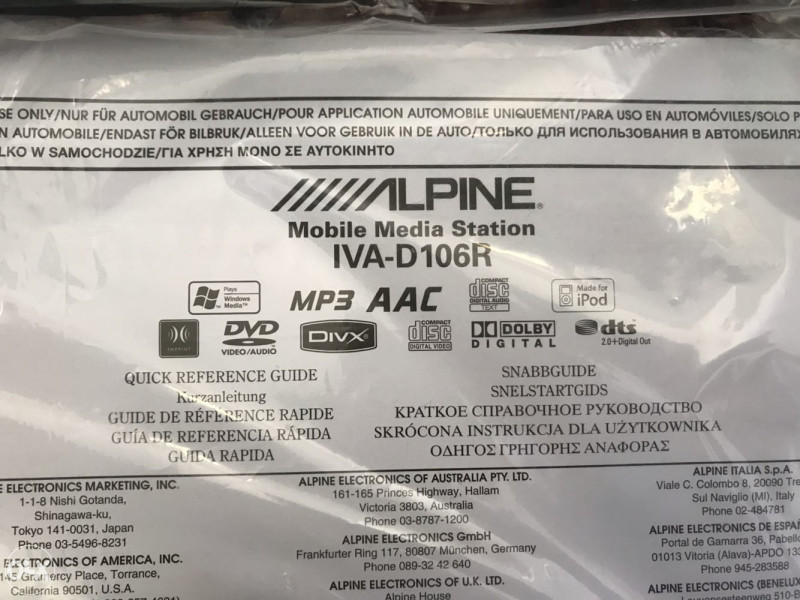 SE ONLY/NUR FÜR AUTOMOBIL GEBRAUCH/POUR APPLICATION AUTOMOBILE UNIQUEMENT/PARA USO EN AUTOMÓVILES/SOLO P
N AUTOMOBILE/ENDAST FÖR BILBRUK/ALLEEN VOOR GEBRUIK IN DE AUTO/ТОЛЬКО ДЛЯ ИСПОЛЬЗОВАНИЯ В АВТОМОБИЛЯХ
LKO W SAMOCHODZIE/ΓΙΑ ΧΡΗΣΗ ΜΟΝΟ ΣΕ ΑΥΤΟΚΙΝΗΤΟ
ALPINE®
Mobile Media Station
IVA-D106R
Plays Windows Media™
MP3 AAC
COMPACT disc DIGITAL AUDIO TEXT
Made for iPod
IMPRINT
DVD VIDEO/AUDIO
DIVX
COMPACT disc DIGITAL VIDEO
DOLBY DIGITAL
dts 2.0+Digital Out
QUICK REFERENCE GUIDE
Kurzanleitung
GUIDE DE RÉFÉRENCE RAPIDE
GUÍA DE REFERENCIA RÁPIDA
GUIDA RAPIDA
SNABBGUIDE
SNELSTARTGIDS
КРАТКОЕ СПРАВОЧНОЕ РУКОВОДСТВО
SKRÓCONA INSTRUKCJA DLA UŻYTKOWNIKA
ΟΔΗΓΟΣ ΓΡΗΓΟΡΗΣ ΑΝΑΦΟΡΑΣ
E ELECTRONICS MARKETING, INC.
1-1-8 Nishi Gotanda,
Shinagawa-ku,
Tokyo 141-0031, Japan
Phone 03-5496-8231
ELECTRONICS OF AMERICA, INC.
145 Gramercy Place, Torrance,
California 90501, U.S.A.
ALPINE ELECTRONICS OF AUSTRALIA PTY. LTD.
161-165 Princes Highway, Hallam
Victoria 3803, Australia
Phone 03-8787-1200
ALPINE ELECTRONICS GmbH
Frankfurter Ring 117, 80807 München, Germany
Phone 089-32 42 640
ALPINE ELECTRONICS OF U.K. LTD.
Alpine House
ALPINE ITALIA S.p.A.
Viale C. Colombo 8, 20090 Tre
Sul Naviglio (MI), Italy
Phone 02-484781
ALPINE ELECTRONICS DE ESPAÑ
Portal de Gamarra 36, Pabello
01013 Vitoria (Alava)-APDO 133
Phone 945-283588
ALPINE ELECTRONICS (BENELUX